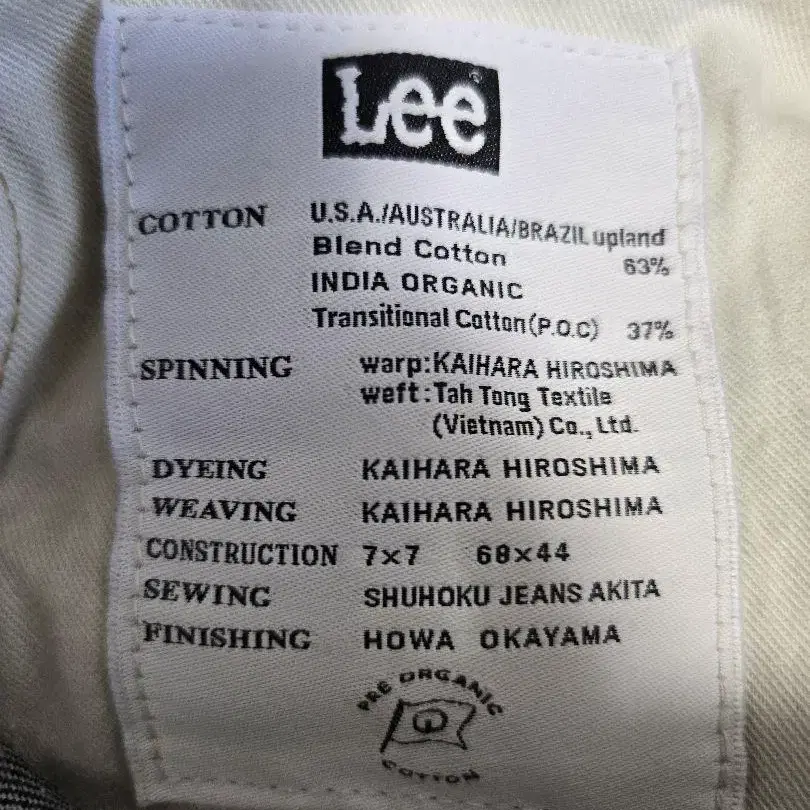 Lee
COTTON U.S.A./AUSTRALIA/BRAZIL upland
Blend Cotton 63%
INDIA ORGANIC
Transitional Cotton(P.O.C) 37%
SPINNING warp:KAIHARA HIROSHIMA
weft:Tah Tong Textile
(Vietnam) Co., Ltd.
DYEING KAIHARA HIROSHIMA
WEAVING KAIHARA HIROSHIMA
CONSTRUCTION 7×7 68×44
SEWING SHUHOKU JEANS AKITA
FINISHING HOWA OKAYAMA
PRE ORGANIC
COTTON